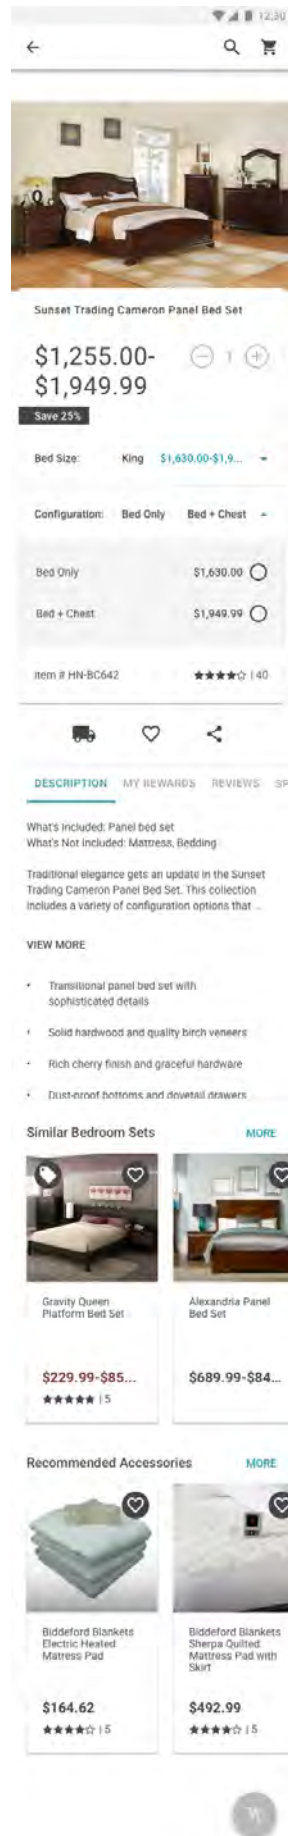 12:30
Sunset Trading Cameron Panel Bed Set
$1,255.00-
$1,949.99
1
Save 25%
Bed Size: King $1,630.00-$1,9...
Configuration: Bed Only Bed + Chest
Bed Only $1,630.00
Bed + Chest $1,949.99
Item # HN-BC642 ★★★★☆ | 40
DESCRIPTION MY REWARDS REVIEWS SP
What's Included: Panel bed set
What's Not Included: Mattress, Bedding
Traditional elegance gets an update in the Sunset
Trading Cameron Panel Bed Set. This collection
includes a variety of configuration options that ...
VIEW MORE
• Transitional panel bed set with
sophisticated details
• Solid hardwood and quality birch veneers
• Rich cherry finish and graceful hardware
• Dust-proof bottoms and dovetail drawers
Similar Bedroom Sets MORE
Gravity Queen
Platform Bed Set
$229.99-$85...
★★★★★ | 5
Alexandria Panel
Bed Set
$689.99-$84...
Recommended Accessories MORE
Biddeford Blankets
Electric Heated
Matress Pad
$164.62
★★★★☆ | 5
Biddeford Blankets
Sherpa Quilted
Mattress Pad with
Skirt
$492.99
★★★★☆ | 5